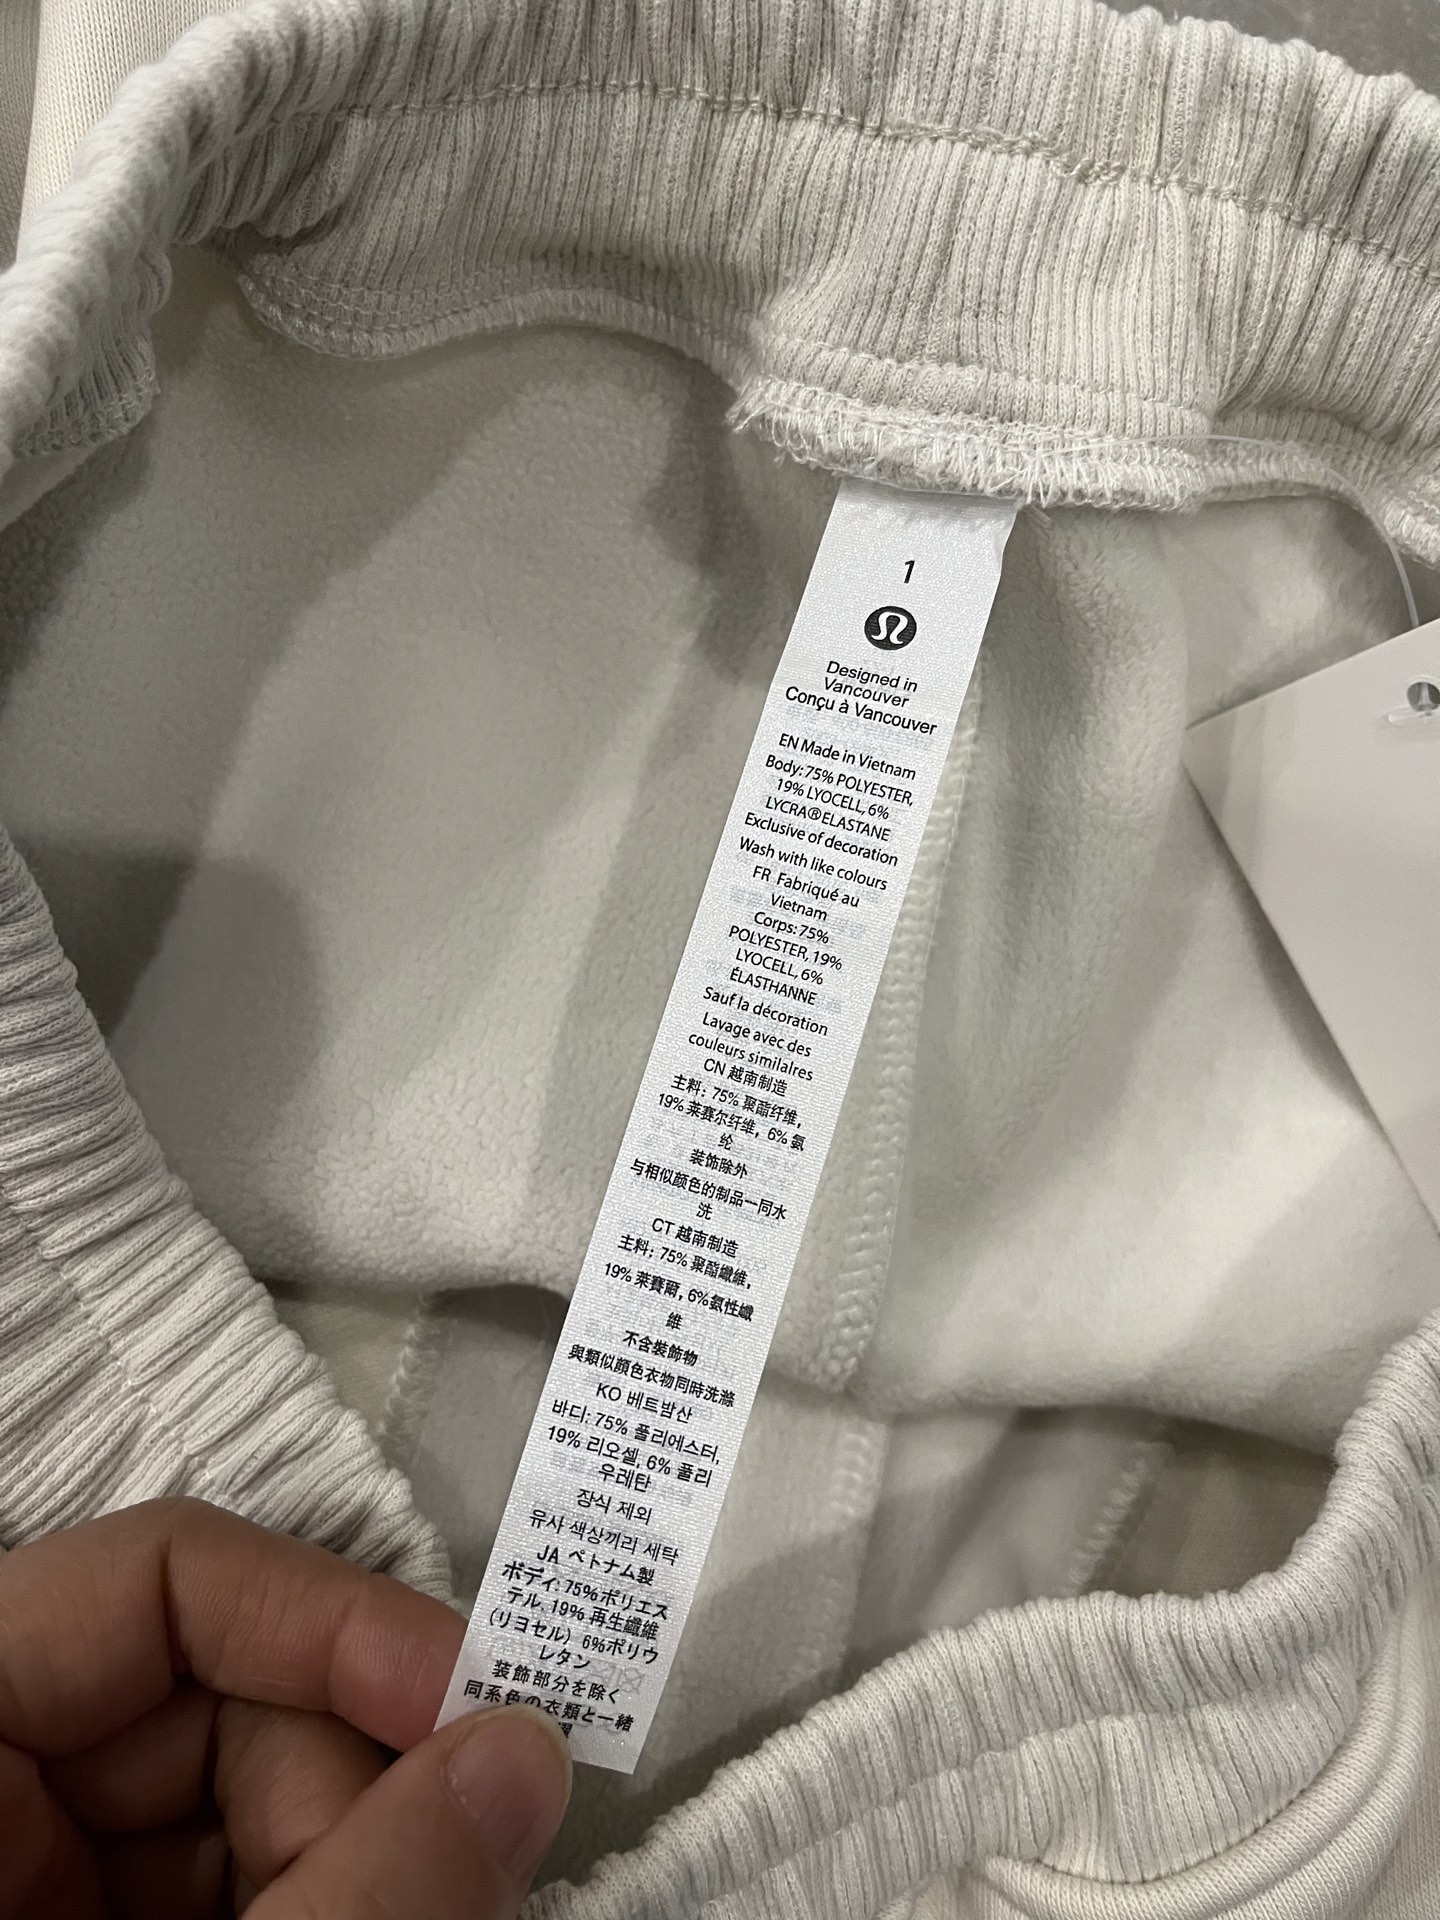 1
Designed in
Vancouver
Conçu à Vancouver
EN Made in Vietnam
Body: 75% POLYESTER,
19% LYOCELL, 6%
LYCRA® ELASTANE
Exclusive of decoration
Wash with like colours
FR Fabriqué au
Vietnam
Corps: 75%
POLYESTER, 19%
LYOCELL, 6%
ÉLASTHANNE
Sauf la décoration
Lavage avec des
couleurs similaires
CN 越南制造
主料: 75% 聚酯纤维,
19% 莱赛尔纤维, 6% 氨
纶
装饰除外
与相似颜色的制品一同水
洗
CT 越南制造
主料: 75% 聚酯纖維,
19% 萊賽爾, 6%氨性纖
維
不含裝飾物
與類似顏色衣物同時洗滌
KO 베트밤산
바디: 75% 폴리에스터,
19% 리오셀, 6% 폴리
우레탄
장식 제외
유사 색상끼리 세탁
JA ベトナム製
ボディ: 75%ポリエス
テル. 19% 再生繊維
(リヨセル) 6%ポリウ
レタン
装飾部分を除く
同系色の衣類と一緒